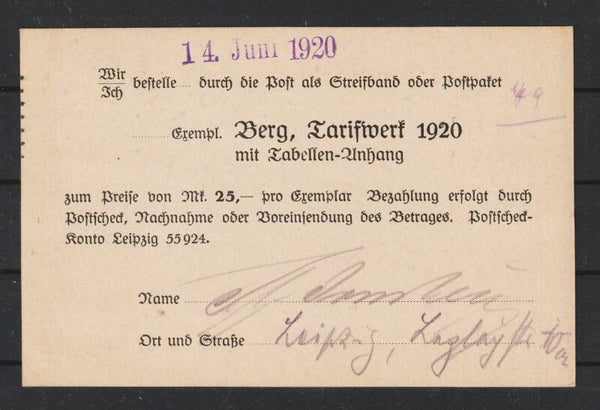 14. Juni 1920
Wir
Ich bestelle .... durch die Post als Streifband oder Postpaket
Exempl. Berg, Tarifwerk 1920
mit Tabellen-Anhang
zum Preise von Mk. 25,— pro Exemplar Bezahlung erfolgt durch
Postscheck, Nachnahme oder Voreinsendung des Betrages. Postscheck-
Konto Leipzig 55924.
Name
Ort und Straße Leipzig,